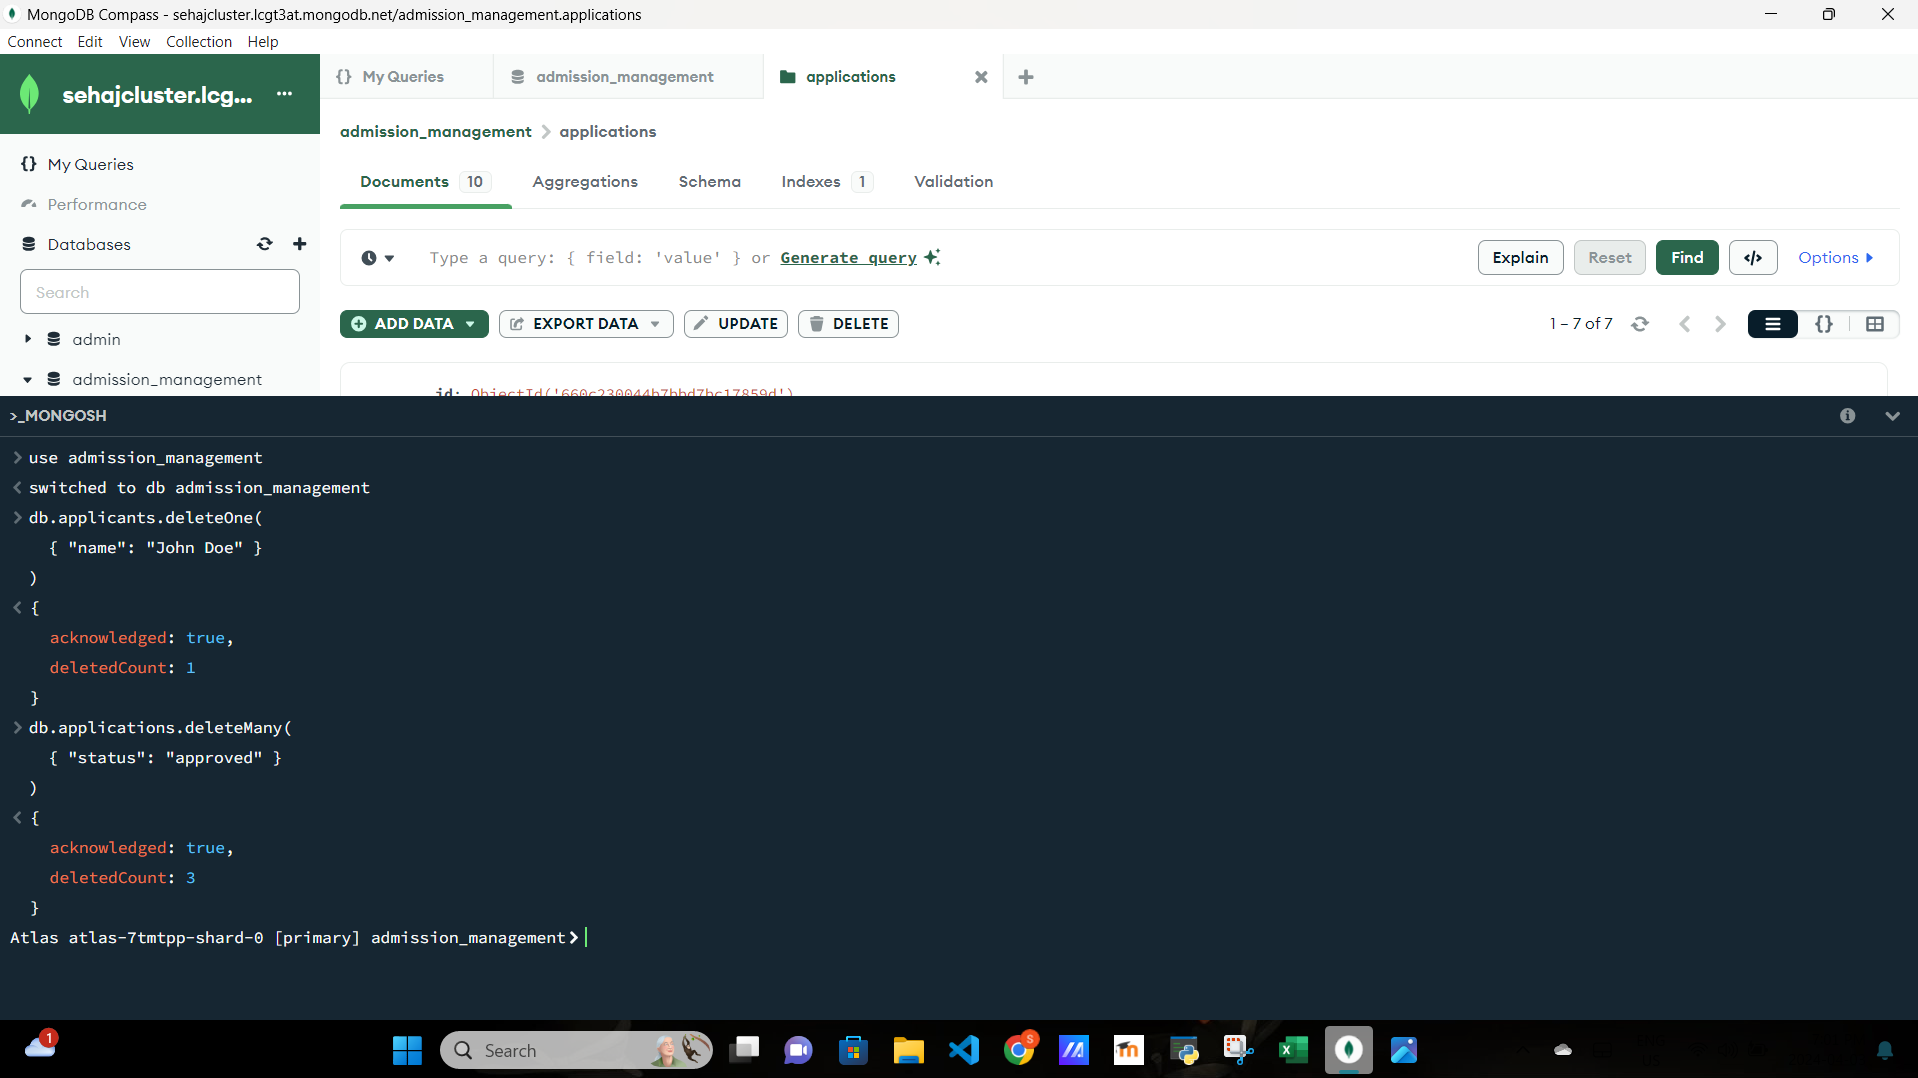 MongoDB Compass - sehajcluster.lcgt3at.mongodb.net/admission_management.applications
Connect Edit View Collection Help
sehajcluster.lcg...
{} My Queries
admission_management
applications
admission_management > applications
{} My Queries
Performance
Databases
Search
admin
admission_management
Documents 10
Aggregations
Schema
Indexes 1
Validation
Type a query: { field: 'value' } or Generate query
Explain
Reset
Find
</>
Options
ADD DATA
EXPORT DATA
UPDATE
DELETE
1 – 7 of 7
{}
_id: ObjectId('660c230044b7bbd7bc17859d')
>_MONGOSH
> use admission_management
< switched to db admission_management
> db.applicants.deleteOne(
{ "name": "John Doe" }
)
< {
acknowledged: true,
deletedCount: 1
}
> db.applications.deleteMany(
{ "status": "approved" }
)
< {
acknowledged: true,
deletedCount: 3
}
Atlas atlas-7tmtpp-shard-0 [primary] admission_management>
1
Search
S